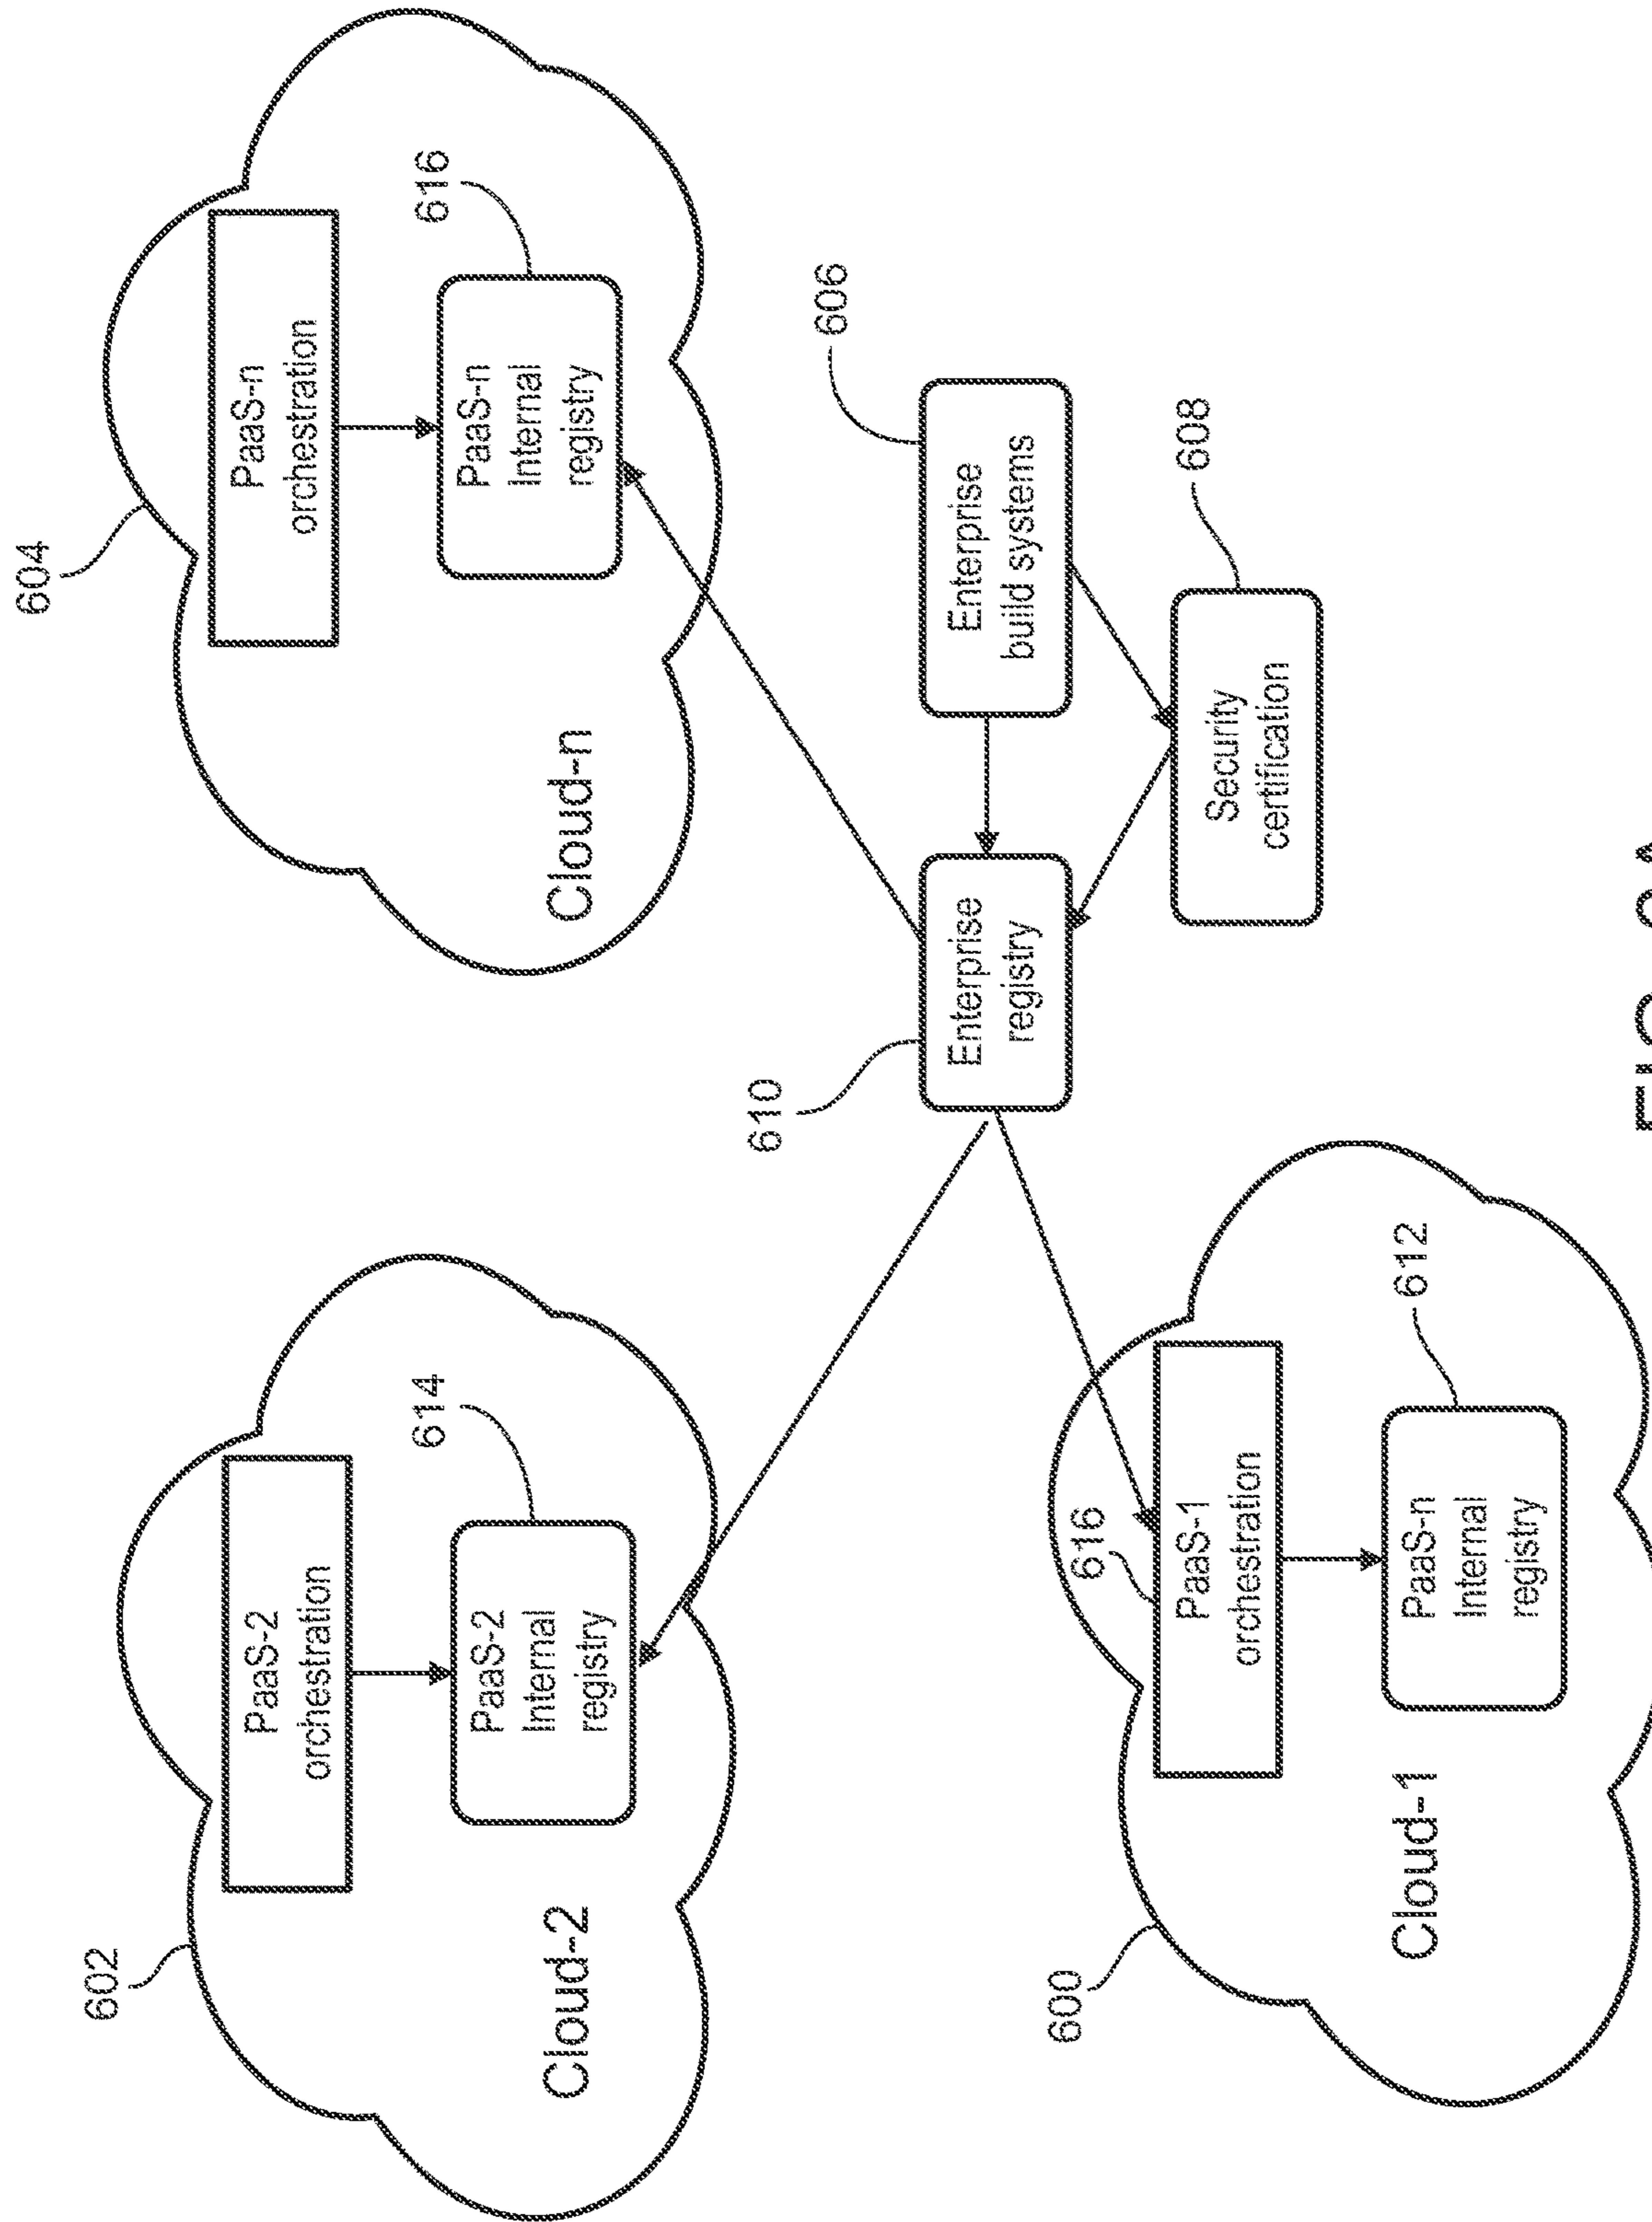 602
PaaS-2
orchestration
614
PaaS-2
Internal
registry
Cloud-2
604
PaaS-n
orchestration
616
PaaS-n
Internal
registry
Cloud-n
610
Enterprise
registry
606
Enterprise
build systems
608
Security
certification
600
616
PaaS-1
orchestration
612
PaaS-n
Internal
registry
Cloud-1